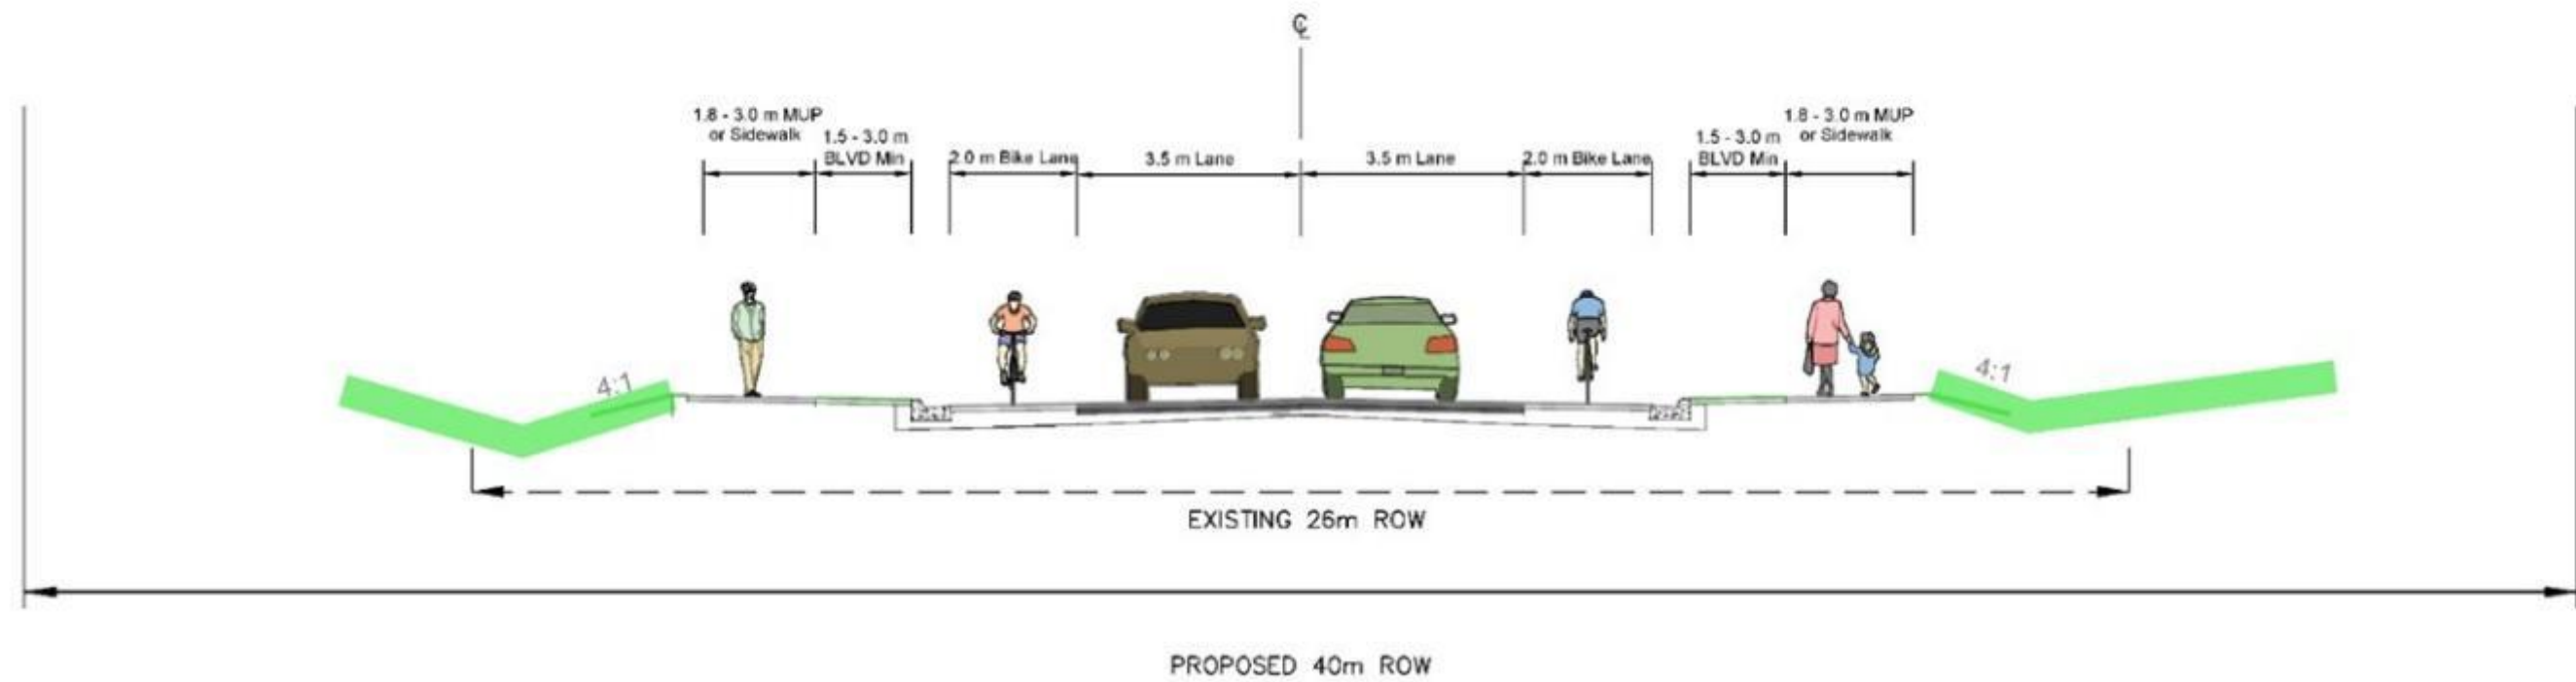 ℄
1.8 - 3.0 m MUP
or Sidewalk
1.5 - 3.0 m
BLVD Min
2.0 m Bike Lane
3.5 m Lane
3.5 m Lane
2.0 m Bike Lane
1.5 - 3.0 m
BLVD Min
1.8 - 3.0 m MUP
or Sidewalk
4:1
4:1
EXISTING 26m ROW
PROPOSED 40m ROW